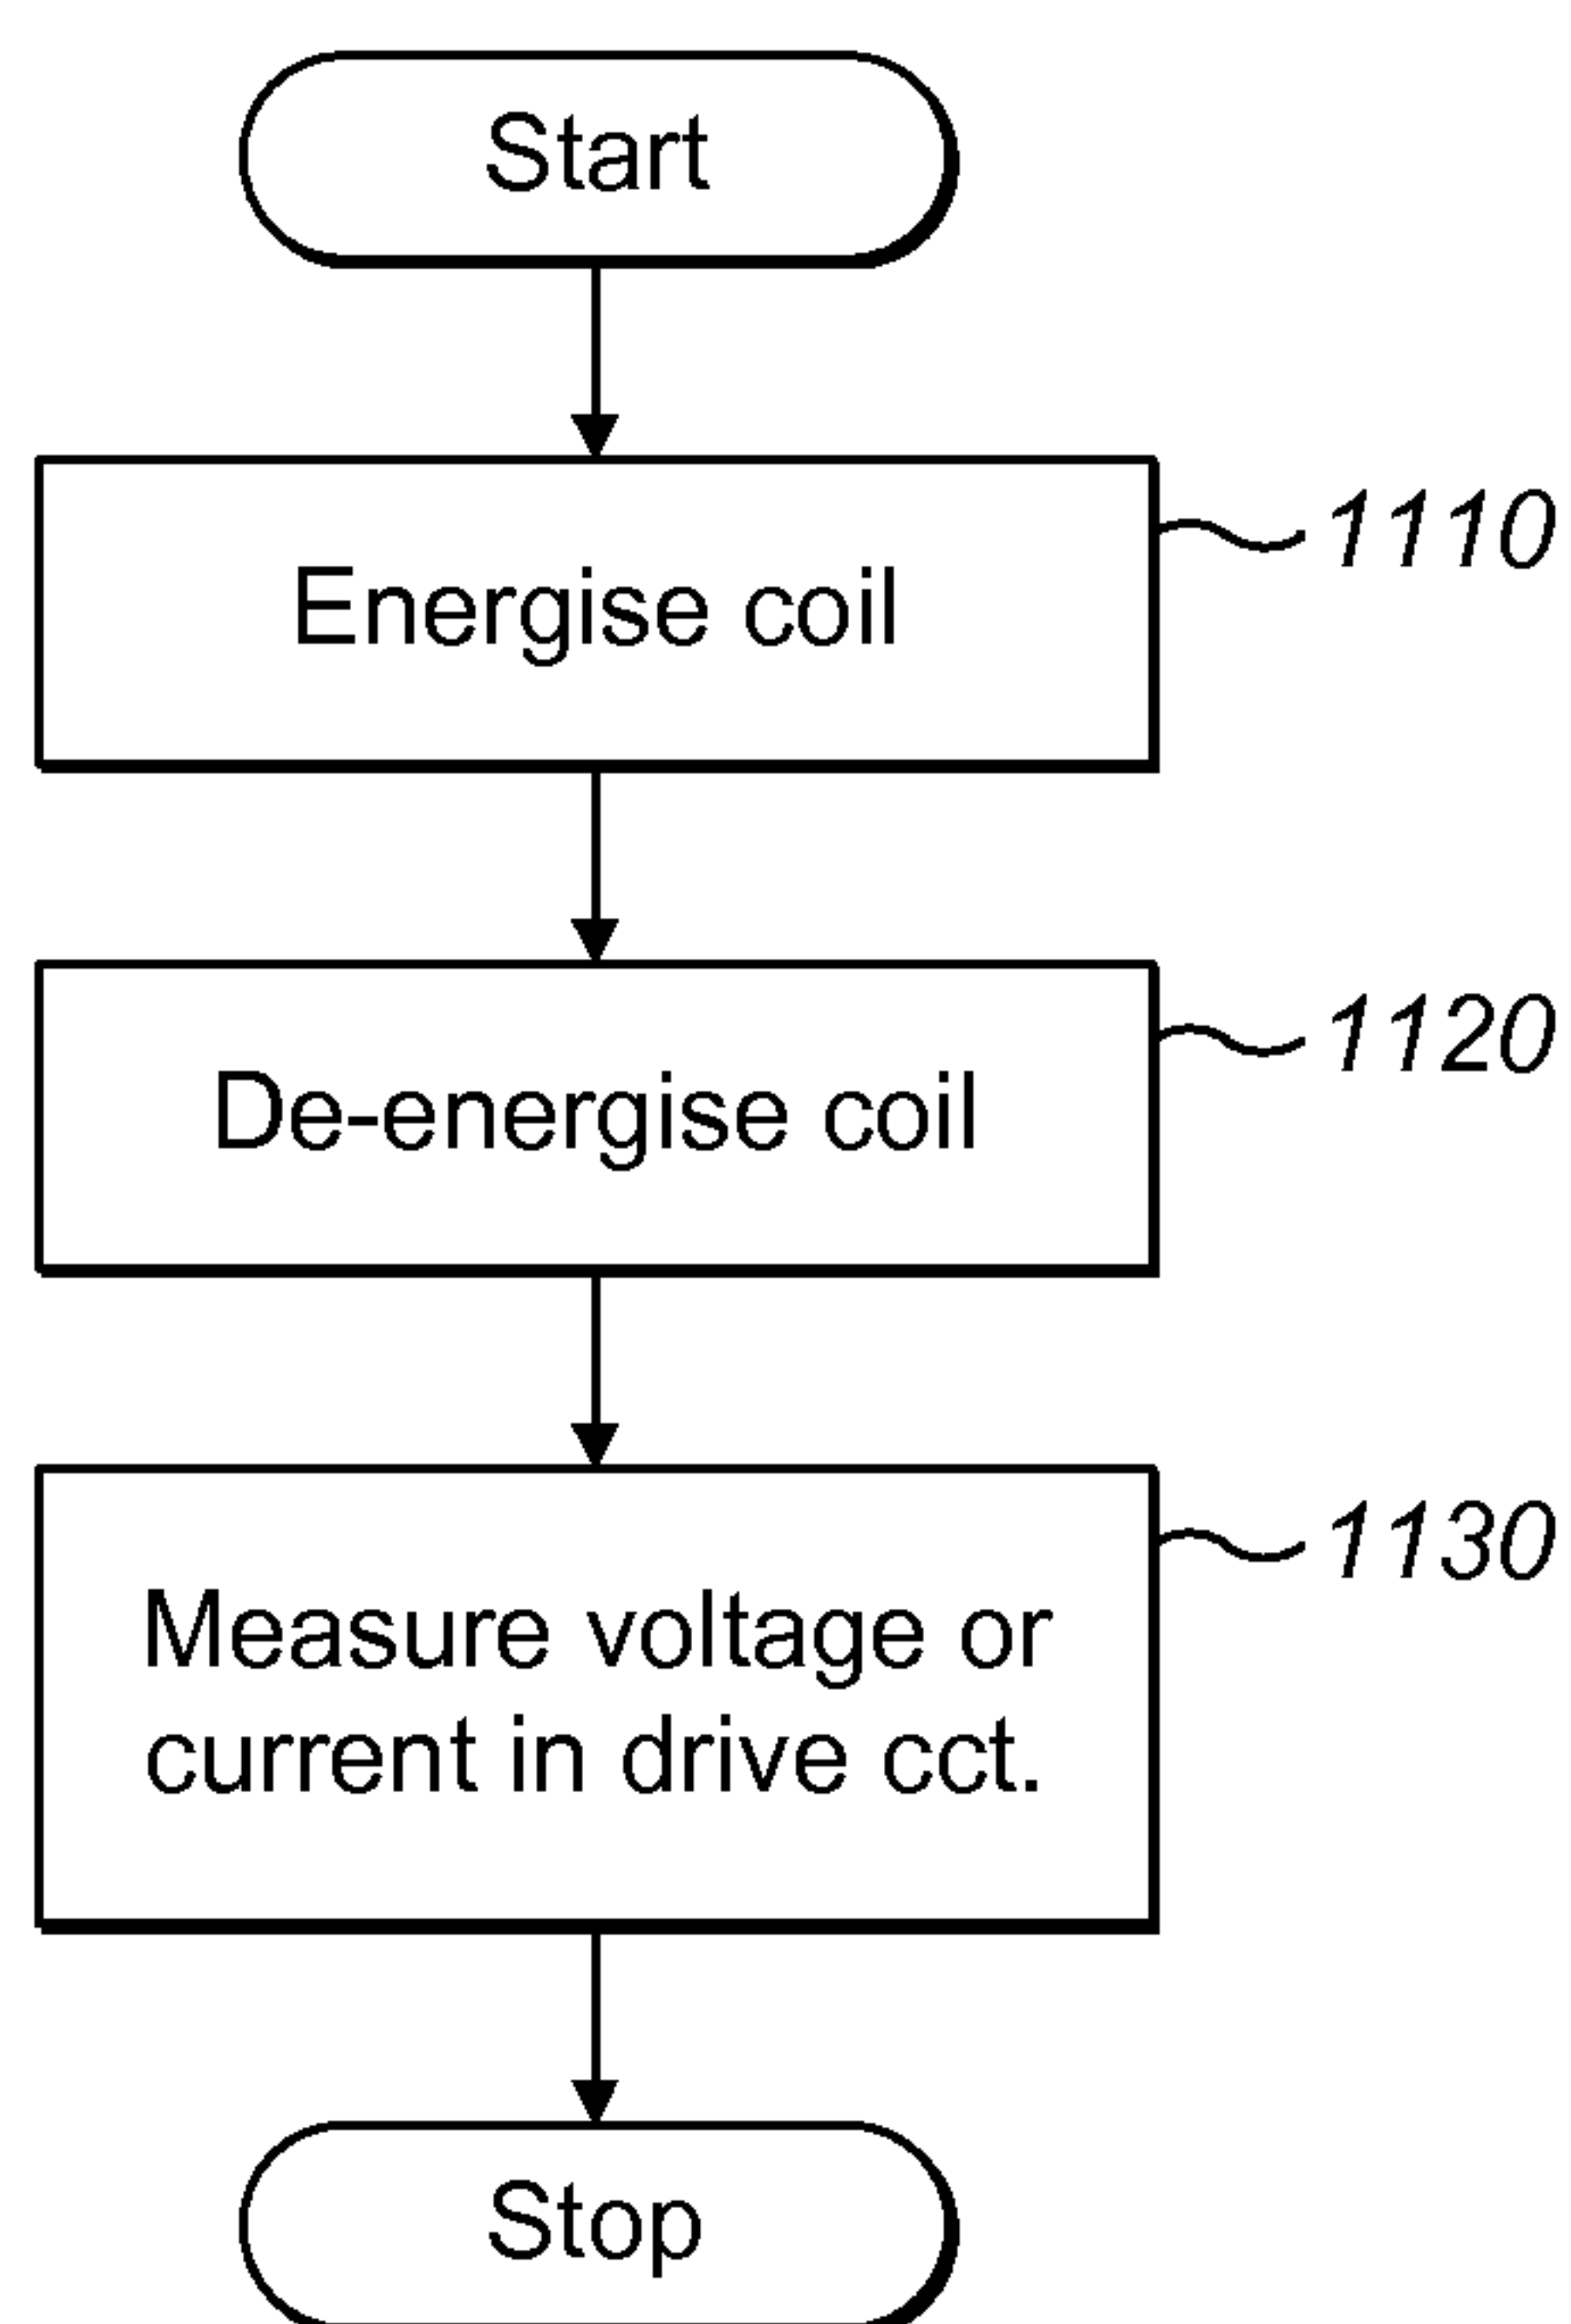 Start
Energise coil
1110
De-energise coil
1120
Measure voltage or
current in drive cct.
1130
Stop